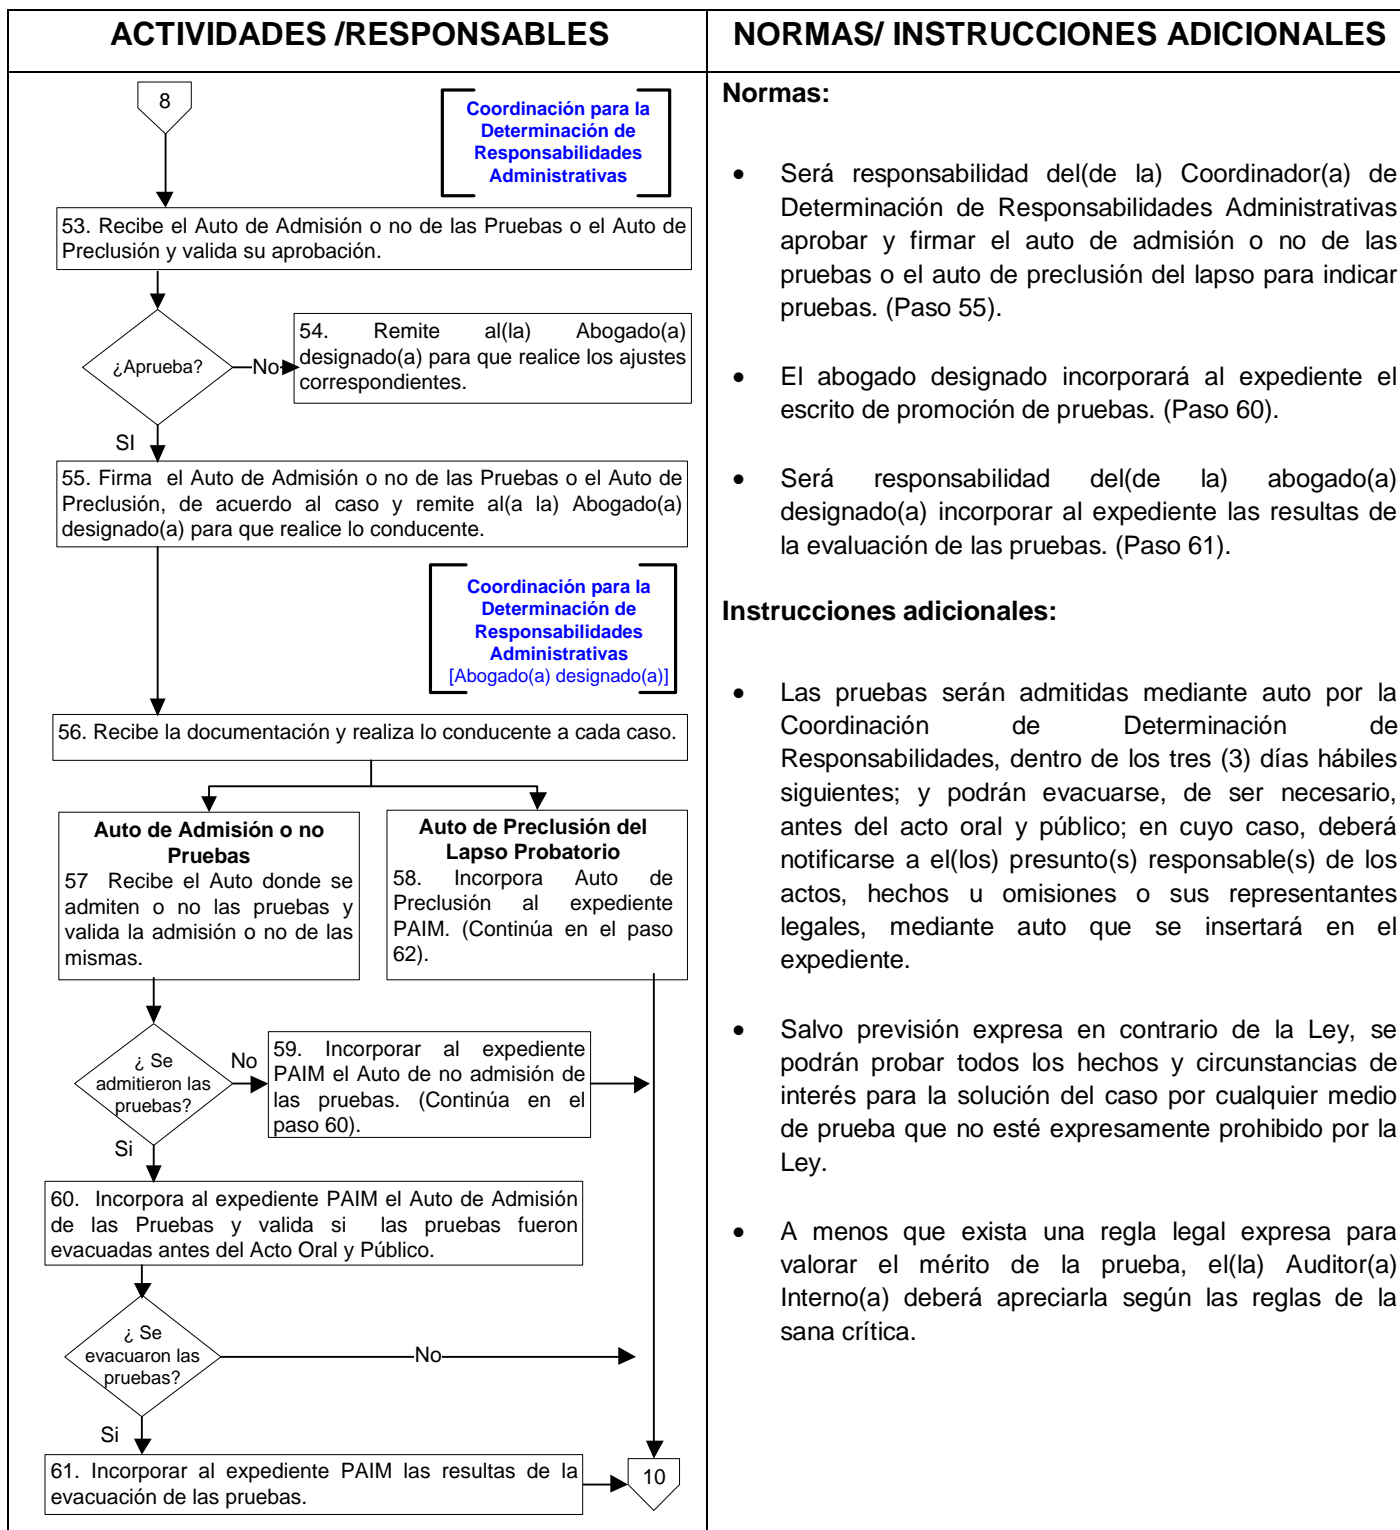 ACTIVIDADES /RESPONSABLES
NORMAS/ INSTRUCCIONES ADICIONALES
8
Coordinación para la
Determinación de
Responsabilidades
Administrativas
53. Recibe el Auto de Admisión o no de las Pruebas o el Auto de
Preclusión y valida su aprobación.
¿Aprueba?
No
54. Remite al(la) Abogado(a)
designado(a) para que realice los ajustes
correspondientes.
SI
55. Firma el Auto de Admisión o no de las Pruebas o el Auto de
Preclusión, de acuerdo al caso y remite al(a la) Abogado(a)
designado(a) para que realice lo conducente.
Coordinación para la
Determinación de
Responsabilidades
Administrativas
[Abogado(a) designado(a)]
56. Recibe la documentación y realiza lo conducente a cada caso.
Auto de Admisión o no
Pruebas
57 Recibe el Auto donde se
admiten o no las pruebas y
valida la admisión o no de las
mismas.
Auto de Preclusión del
Lapso Probatorio
58. Incorpora Auto de
Preclusión al expediente
PAIM. (Continúa en el paso
62).
¿ Se
admitieron las
pruebas?
No
59. Incorporar al expediente
PAIM el Auto de no admisión de
las pruebas. (Continúa en el
paso 60).
Si
60. Incorpora al expediente PAIM el Auto de Admisión
de las Pruebas y valida si las pruebas fueron
evacuadas antes del Acto Oral y Público.
¿ Se
evacuaron las
pruebas?
No
Si
61. Incorporar al expediente PAIM las resultas de la
evacuación de las pruebas.
10
Normas:
• Será responsabilidad del(de la) Coordinador(a) de
Determinación de Responsabilidades Administrativas
aprobar y firmar el auto de admisión o no de las
pruebas o el auto de preclusión del lapso para indicar
pruebas. (Paso 55).
• El abogado designado incorporará al expediente el
escrito de promoción de pruebas. (Paso 60).
• Será responsabilidad del(de la) abogado(a)
designado(a) incorporar al expediente las resultas de
la evaluación de las pruebas. (Paso 61).
Instrucciones adicionales:
• Las pruebas serán admitidas mediante auto por la
Coordinación de Determinación de
Responsabilidades, dentro de los tres (3) días hábiles
siguientes; y podrán evacuarse, de ser necesario,
antes del acto oral y público; en cuyo caso, deberá
notificarse a el(los) presunto(s) responsable(s) de los
actos, hechos u omisiones o sus representantes
legales, mediante auto que se insertará en el
expediente.
• Salvo previsión expresa en contrario de la Ley, se
podrán probar todos los hechos y circunstancias de
interés para la solución del caso por cualquier medio
de prueba que no esté expresamente prohibido por la
Ley.
• A menos que exista una regla legal expresa para
valorar el mérito de la prueba, el(la) Auditor(a)
Interno(a) deberá apreciarla según las reglas de la
sana crítica.